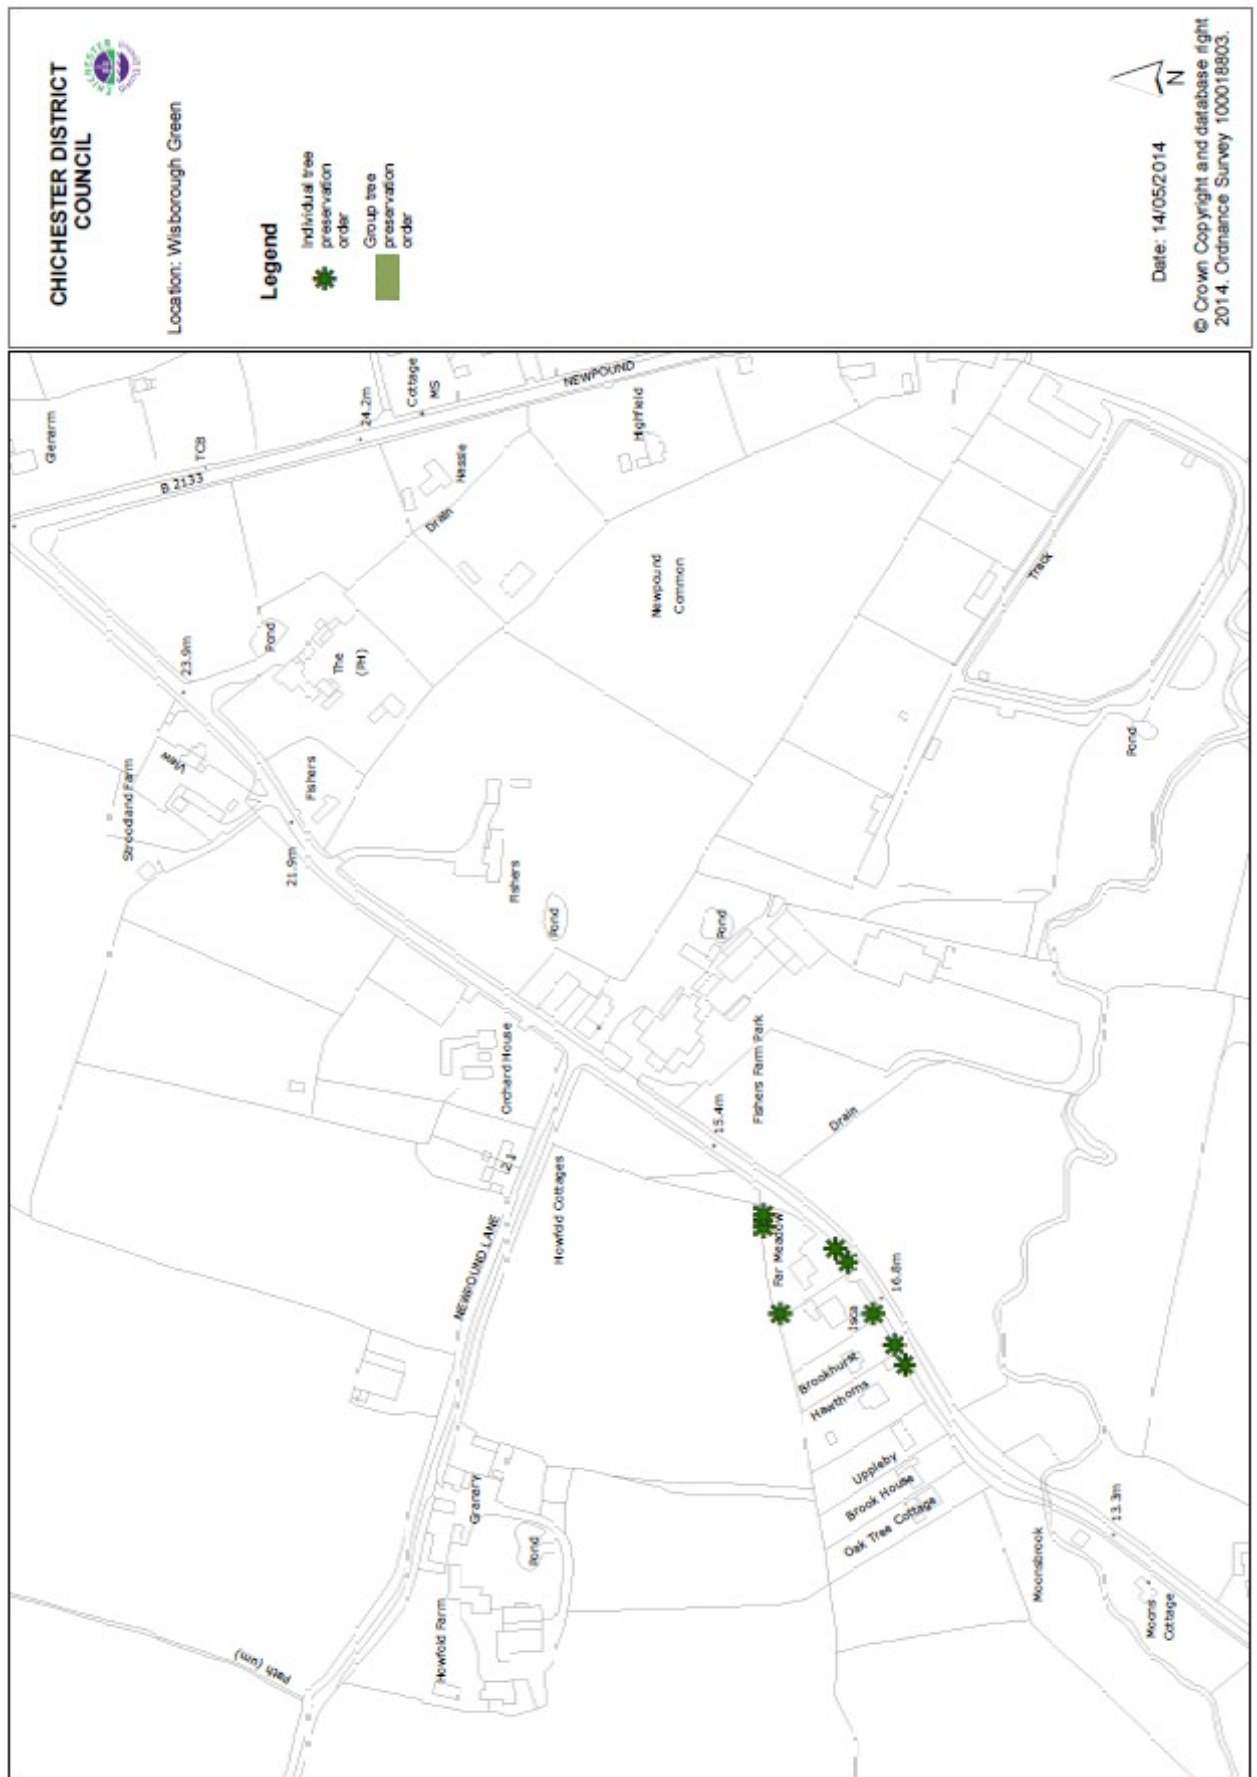 CHICHESTER DISTRICT
COUNCIL
Location: Wisborough Green
Legend
Individual tree
preservation
order
Group tree
preservation
order
Date: 14/05/2014
N
© Crown Copyright and database right
2014. Ordnance Survey 100018803.
Path (um)
Howfold Farm
Granary
Pond
NEWPOUND LANE
Howfold Cottages
Orchard House
21.9m
Stroodland Farm
View
23.9m
Pond
The
(PH)
Fishers
Fishers
Pond
Glenarm
TCB
B 2133
24.2m
Cottage
MS
NEWPOUND
Drain
Hassle
Highfield
Newpound
Common
Track
Pond
Pond
Fishers Farm Park
15.4m
Drain
Far Meadow
Isca
16.8m
Brookhurst
Hawthorns
Uppleby
Brook House
Oak Tree Cottage
Moonsbrook
13.3m
Moons
Cottage